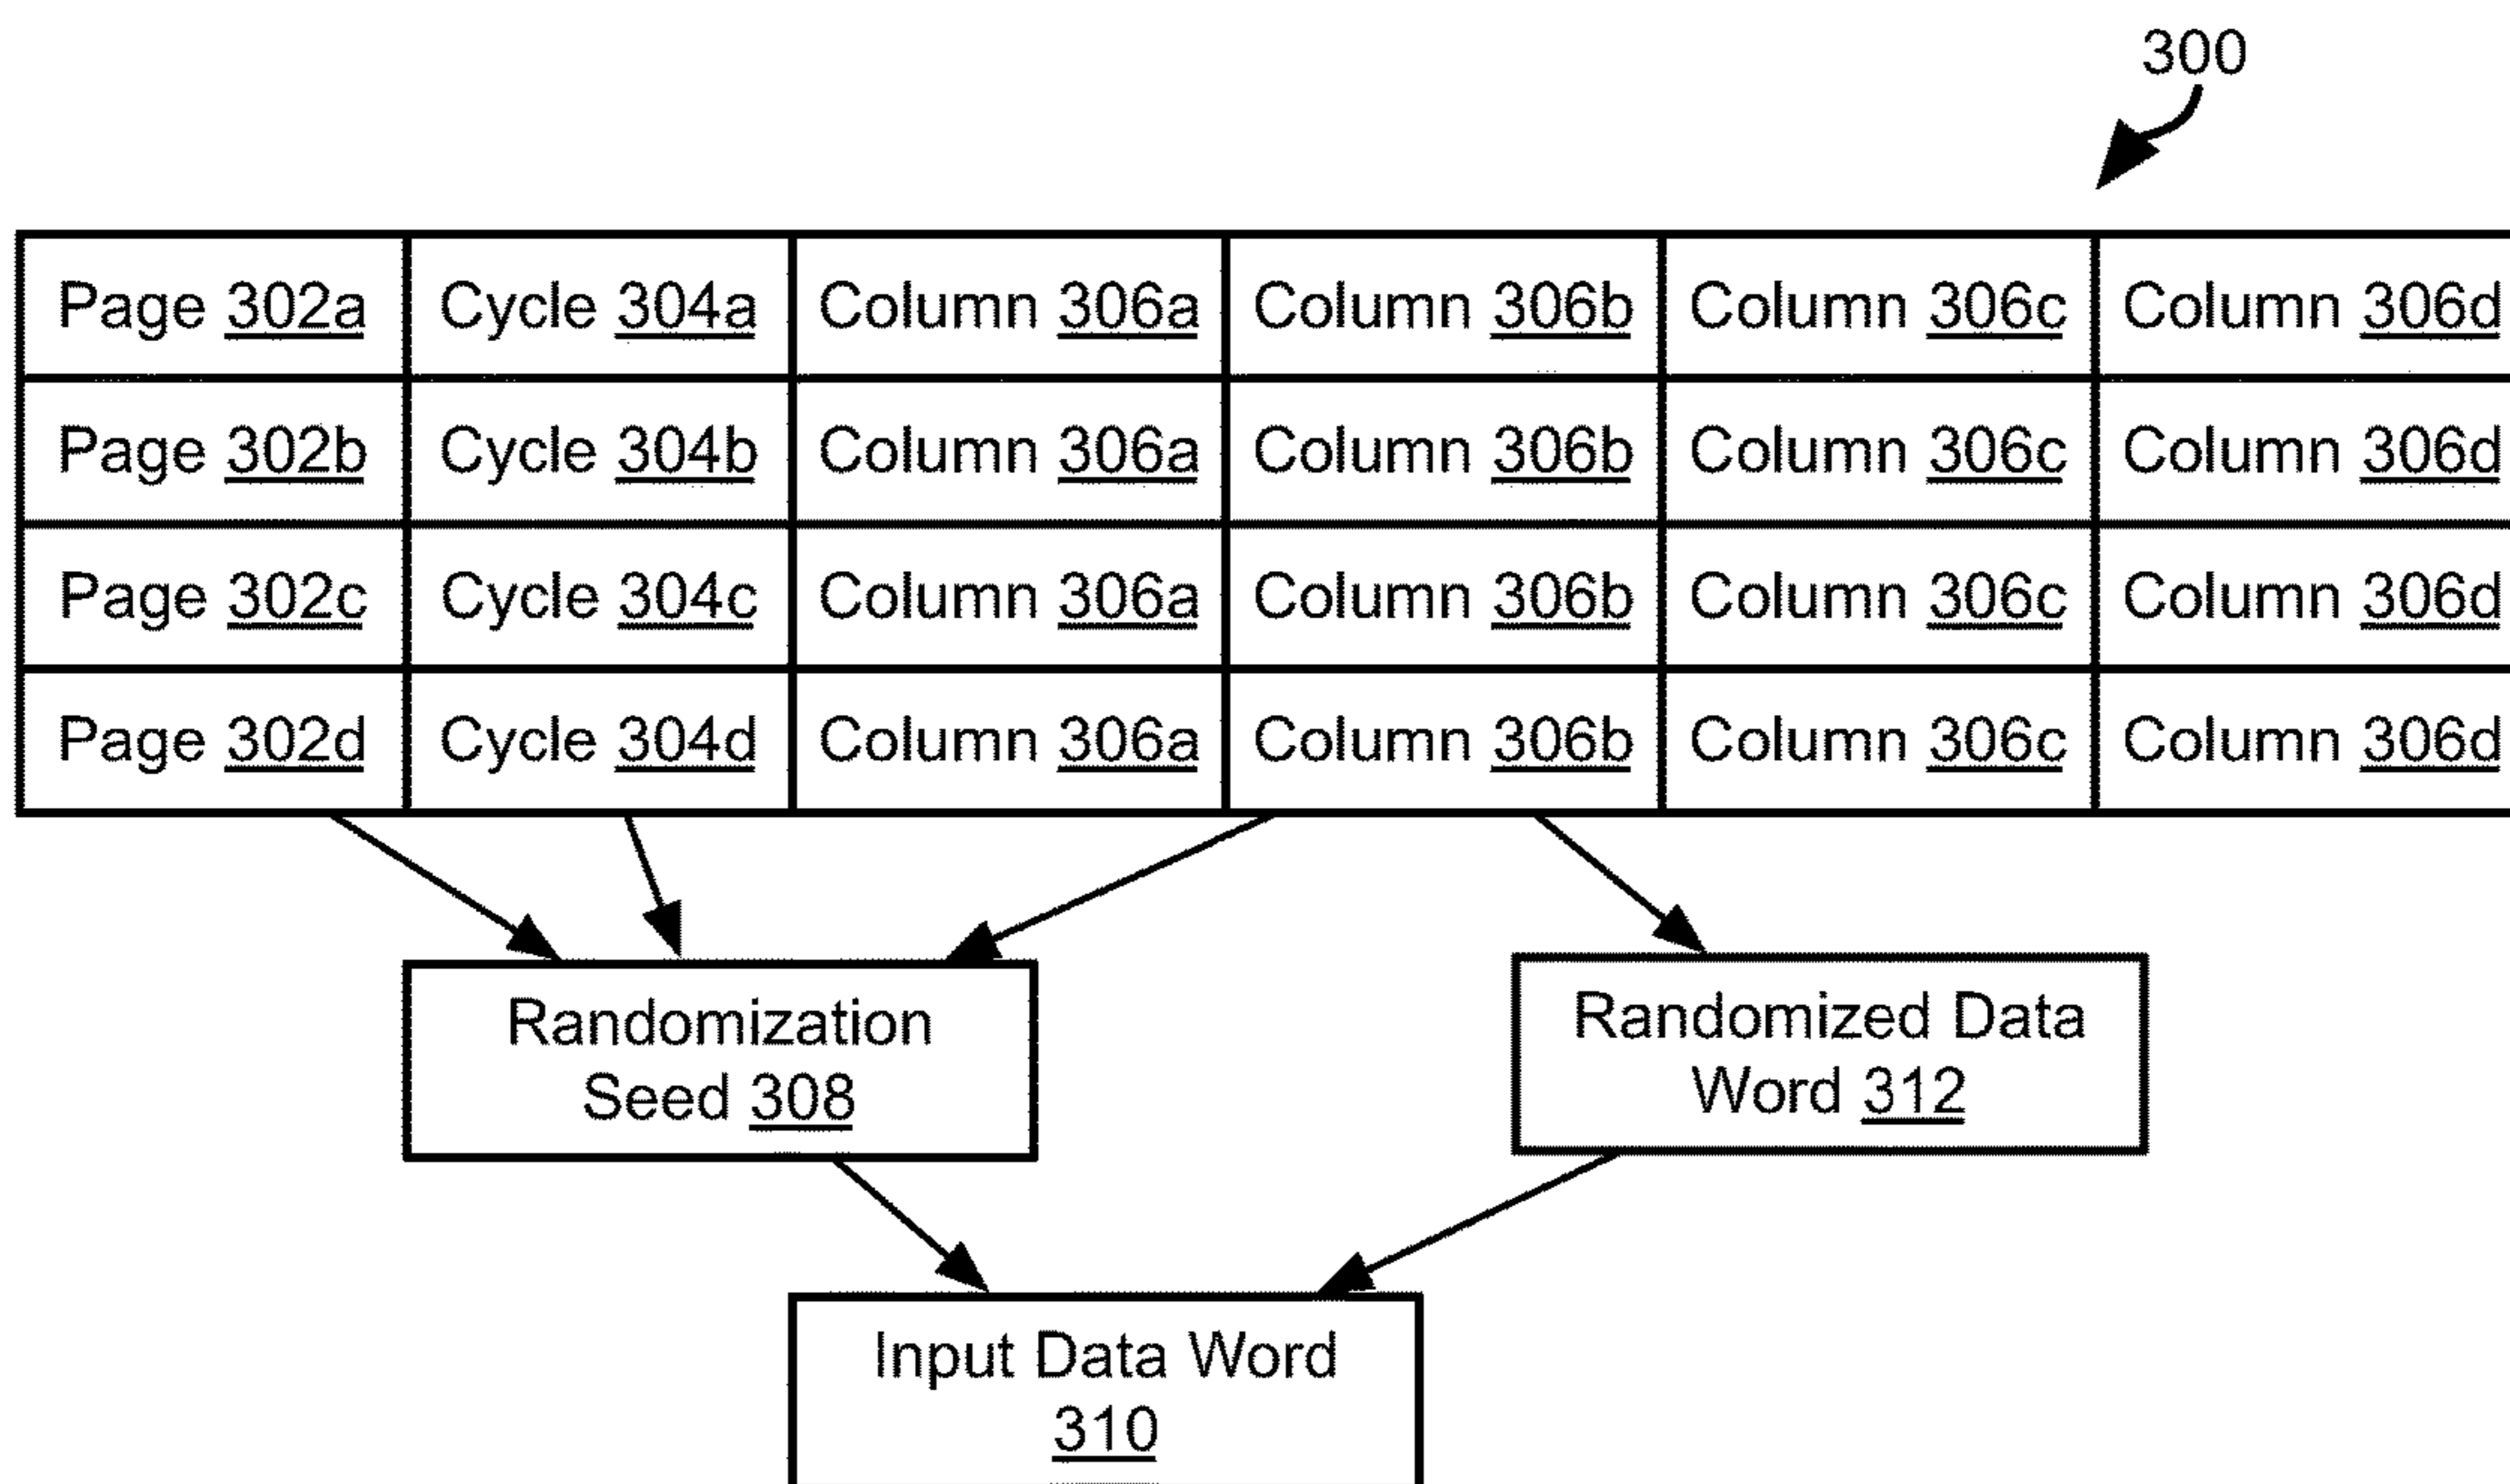 300
Page 302a Cycle 304a Column 306a Column 306b Column 306c Column 306d
Page 302b Cycle 304b Column 306a Column 306b Column 306c Column 306d
Page 302c Cycle 304c Column 306a Column 306b Column 306c Column 306d
Page 302d Cycle 304d Column 306a Column 306b Column 306c Column 306d
Randomization
Seed 308
Randomized Data
Word 312
Input Data Word
310